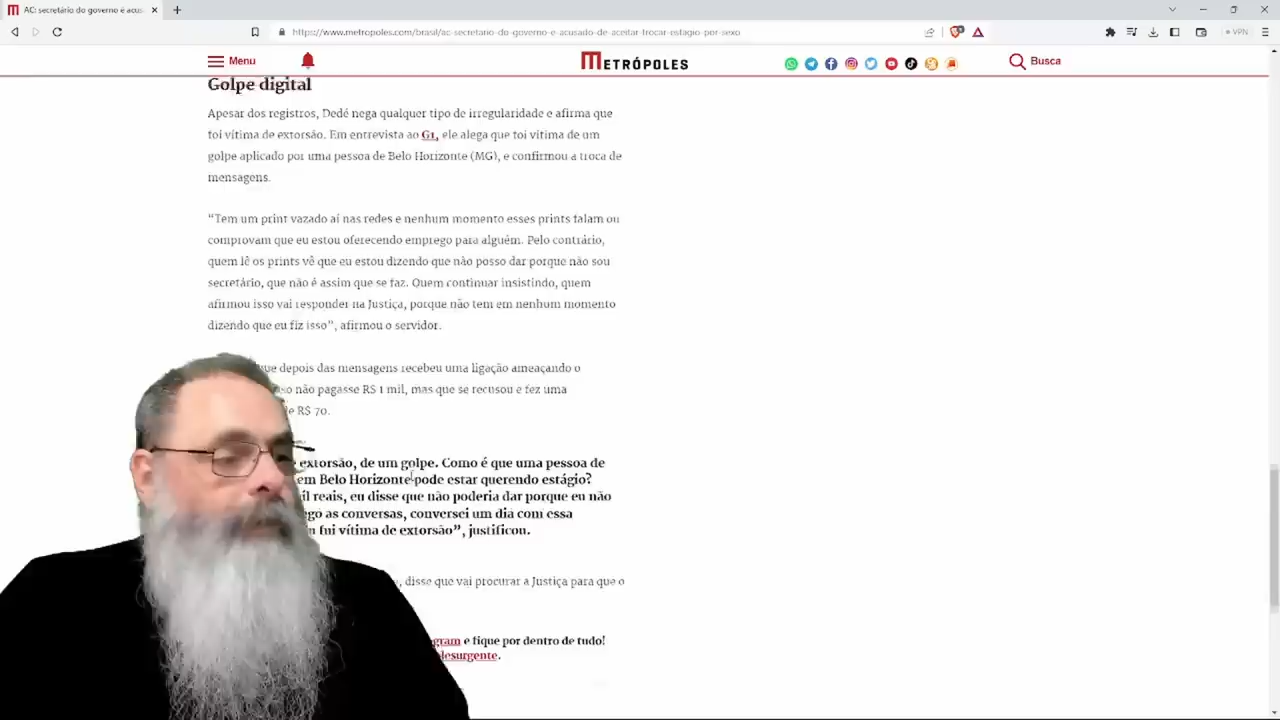 AC: secretário do governo é acus
https://www.metropoles.com/brasil/ac-secretario-do-governo-e-acusado-de-aceitar-trocar-estagio-por-sexo
VPN
Menu
METRÓPOLES
Busca
Golpe digital
Apesar dos registros, Dedé nega qualquer tipo de irregularidade e afirma que
foi vítima de extorsão. Em entrevista ao G1, ele alega que foi vítima de um
golpe aplicado por uma pessoa de Belo Horizonte (MG), e confirmou a troca de
mensagens.
“Tem um print vazado aí nas redes e nenhum momento esses prints falam ou
comprovam que eu estou oferecendo emprego para alguém. Pelo contrário,
quem lê os prints vê que eu estou dizendo que não posso dar porque não sou
secretário, que não é assim que se faz. Quem continuar insistindo, quem
afirmou isso vai responder na Justiça, porque não tem em nenhum momento
dizendo que eu fiz isso”, afirmou o servidor.
que depois das mensagens recebeu uma ligação ameaçando o
não pagasse R$ 1 mil, mas que se recusou e fez uma
R$ 70.
extorsão, de um golpe. Como é que uma pessoa de
em Belo Horizonte pode estar querendo estágio?
reais, eu disse que não poderia dar porque eu não
as conversas, conversei um dia com essa
fui vítima de extorsão”, justificou.
disse que vai procurar a Justiça para que o
gram e fique por dentro de tudo!
lesurgente.